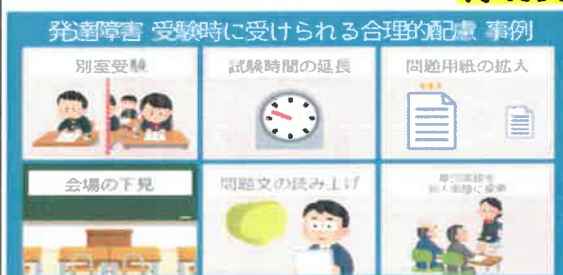 発達障害 受験時に受けられる合理的配慮 事例
別室受験
試験時間の延長
問題用紙の拡大
会場の下見
問題文の読み上げ